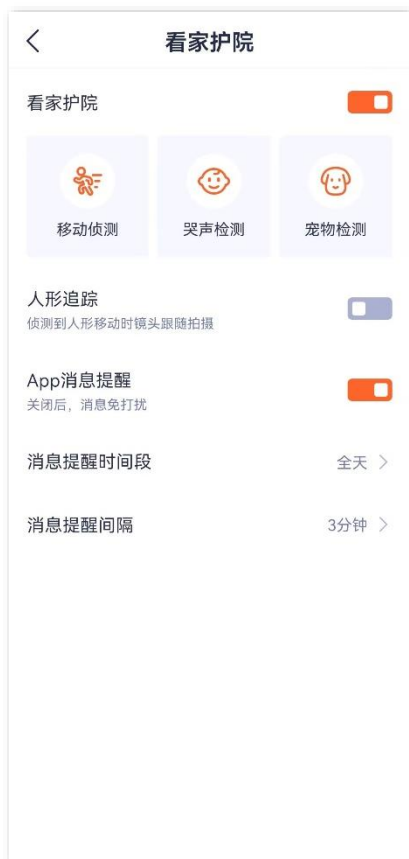 看家护院
看家护院
移动侦测 哭声检测 宠物检测
人形追踪
侦测到人形移动时镜头跟随拍摄
App消息提醒
关闭后，消息免打扰
消息提醒时间段 全天
消息提醒间隔 3分钟